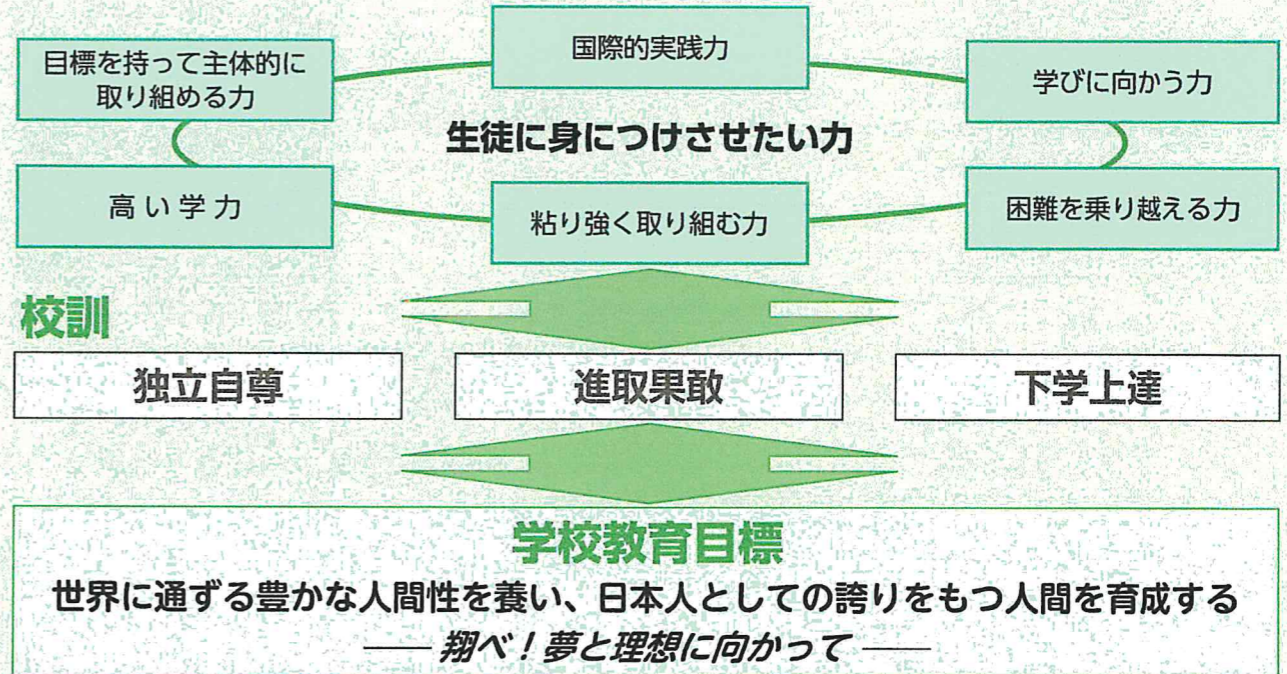 国際的実践力
目標を持って主体的に
取り組める力
学びに向かう力
生徒に身につけさせたい力
高い学力
粘り強く取り組む力
困難を乗り越える力
校訓
独立自尊
進取果敢
下学上達
学校教育目標
世界に通ずる豊かな人間性を養い、日本人としての誇りをもつ人間を育成する
―― 翔べ！夢と理想に向かって ――